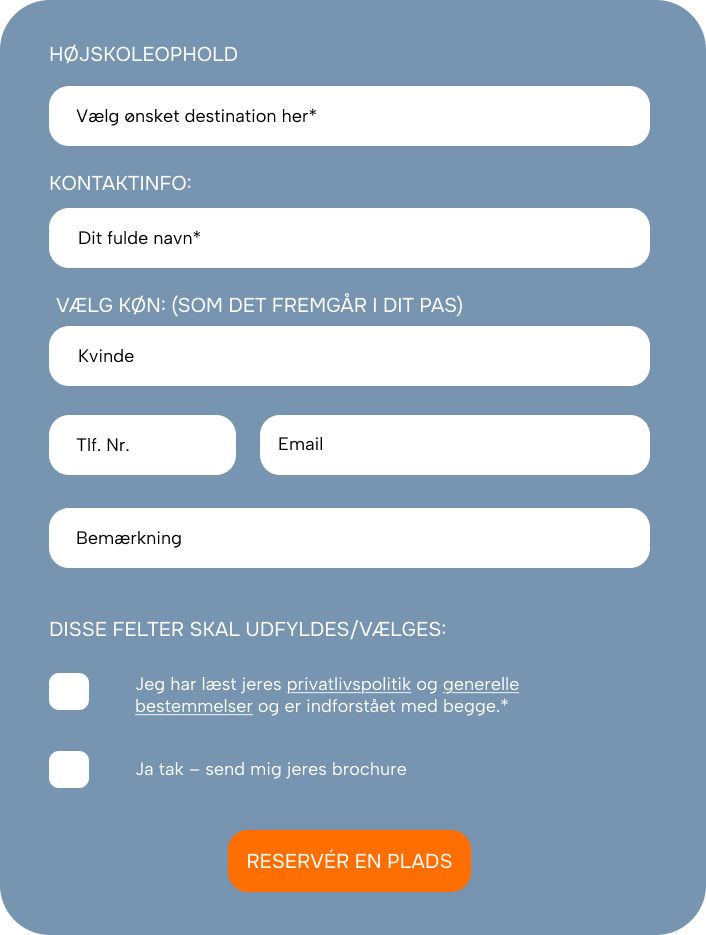 HØJSKOLEOPHOLD
Vælg ønsket destination her*
KONTAKTINFO:
Dit fulde navn*
VÆLG KØN: (SOM DET FREMGÅR I DIT PAS)
Kvinde
Tlf. Nr. Email
Bemærkning
DISSE FELTER SKAL UDFYLDES/VÆLGES:
Jeg har læst jeres privatlivspolitik og generelle
bestemmelser og er indforstået med begge.*
Ja tak – send mig jeres brochure
RESERVÉR EN PLADS